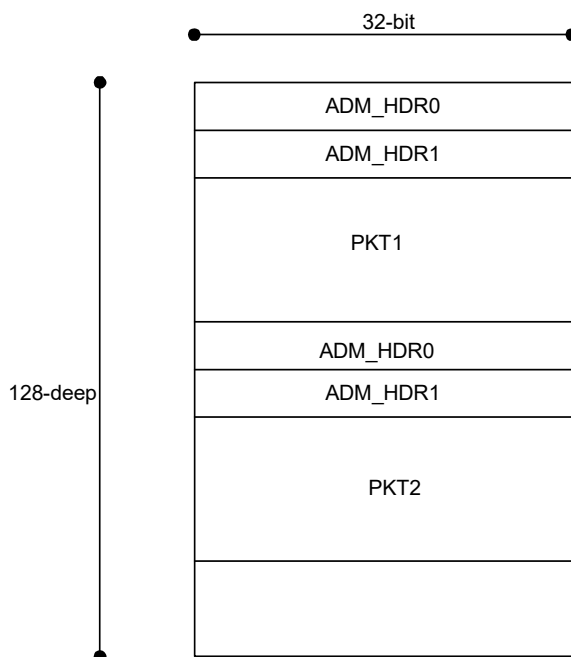 32-bit
ADM_HDR0
ADM_HDR1
PKT1
ADM_HDR0
128-deep
ADM_HDR1
PKT2